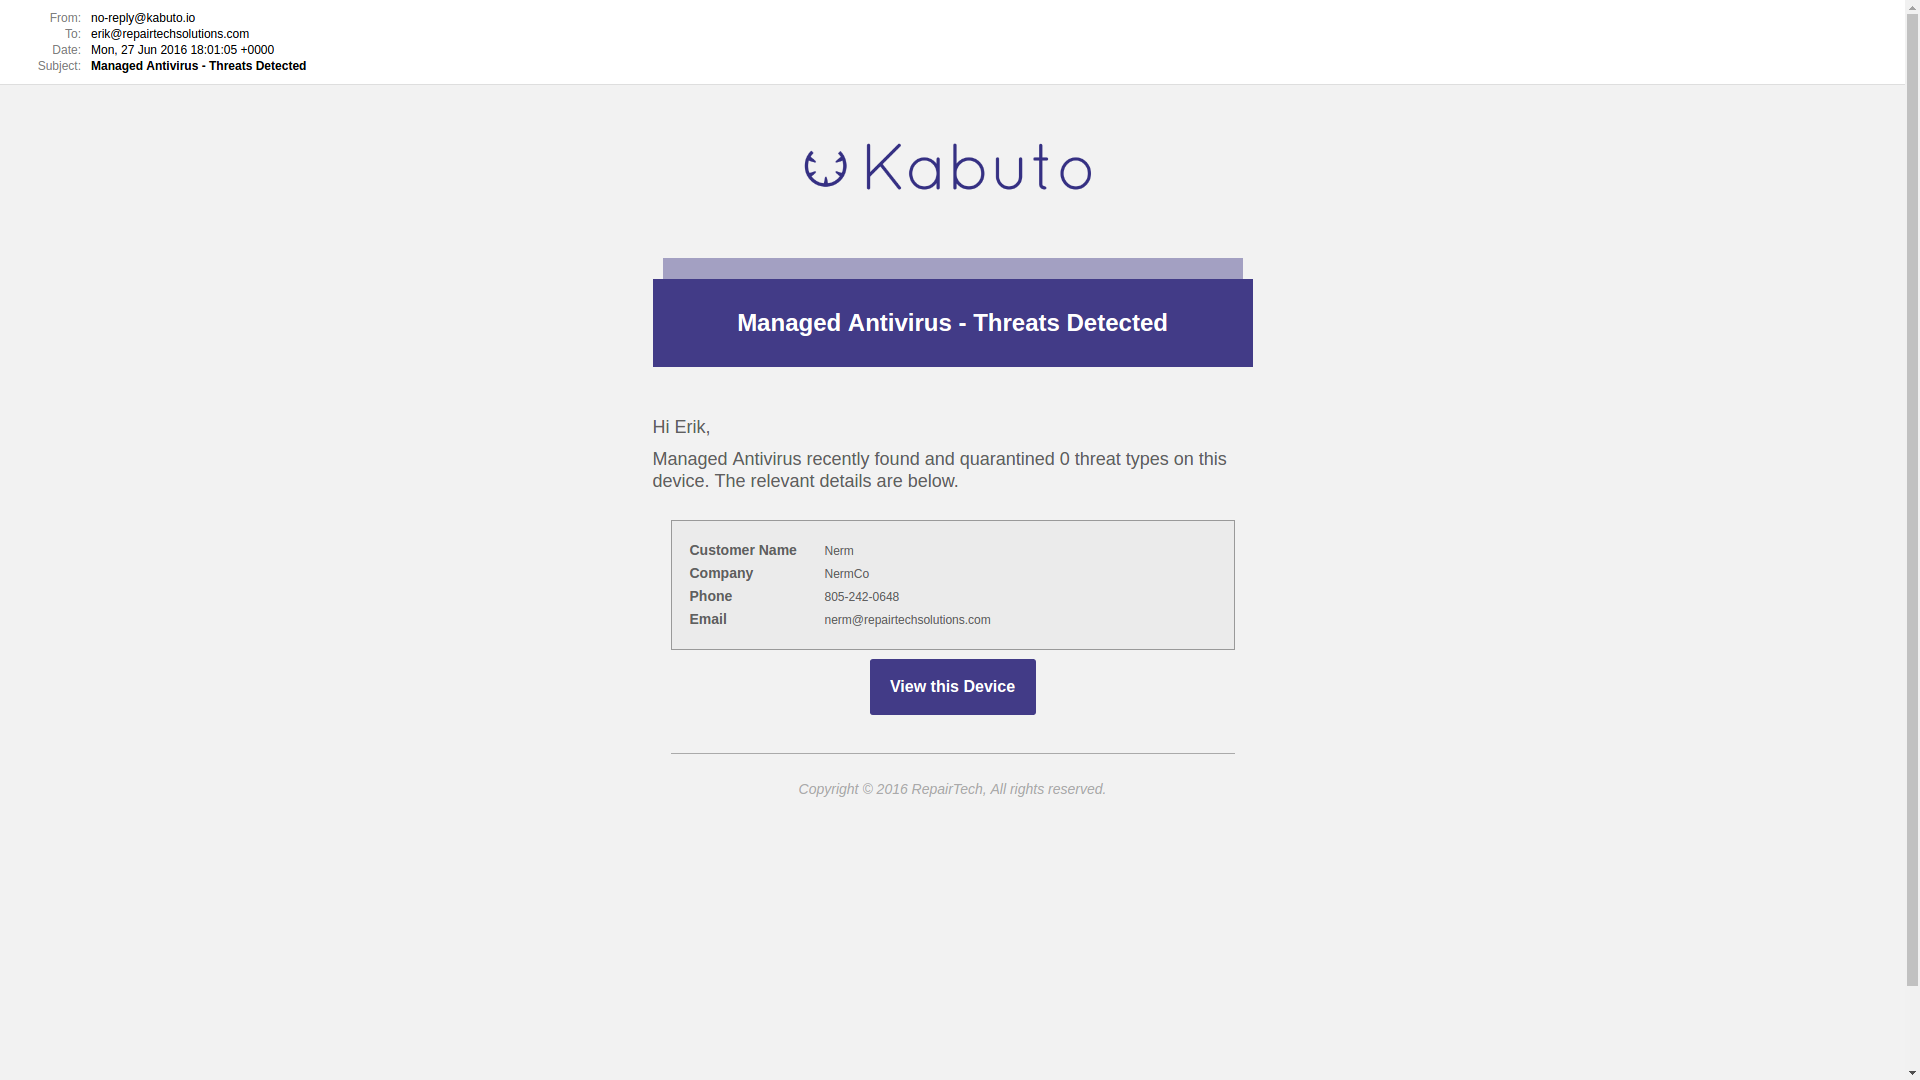 From: no-reply@kabuto.io
To: erik@repairtechsolutions.com
Date: Mon, 27 Jun 2016 18:01:05 +0000
Subject: Managed Antivirus - Threats Detected
Kabuto
Managed Antivirus - Threats Detected
Hi Erik,
Managed Antivirus recently found and quarantined 0 threat types on this
device. The relevant details are below.
Customer Name Nerm
Company NermCo
Phone 805-242-0648
Email nerm@repairtechsolutions.com
View this Device
Copyright © 2016 RepairTech, All rights reserved.